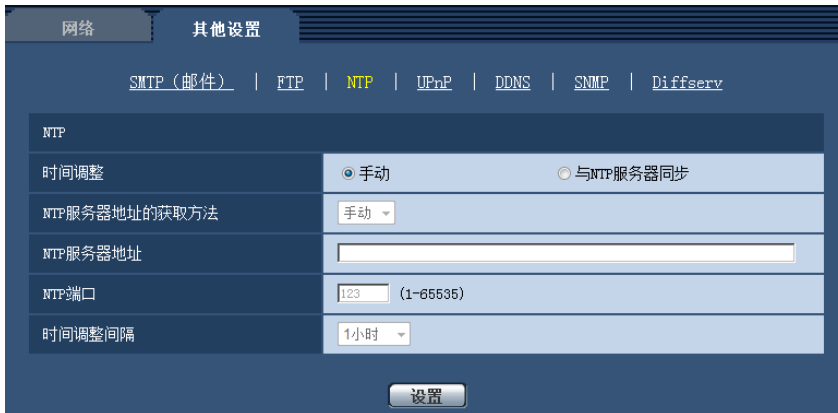 网络 其他设置
SMTP（邮件） | FTP | NTP | UPnP | DDNS | SNMP | Diffserv
NTP
时间调整 手动 与NTP服务器同步
NTP服务器地址的获取方法 手动
NTP服务器地址
NTP端口 123 (1-65535)
时间调整间隔 1小时
设置